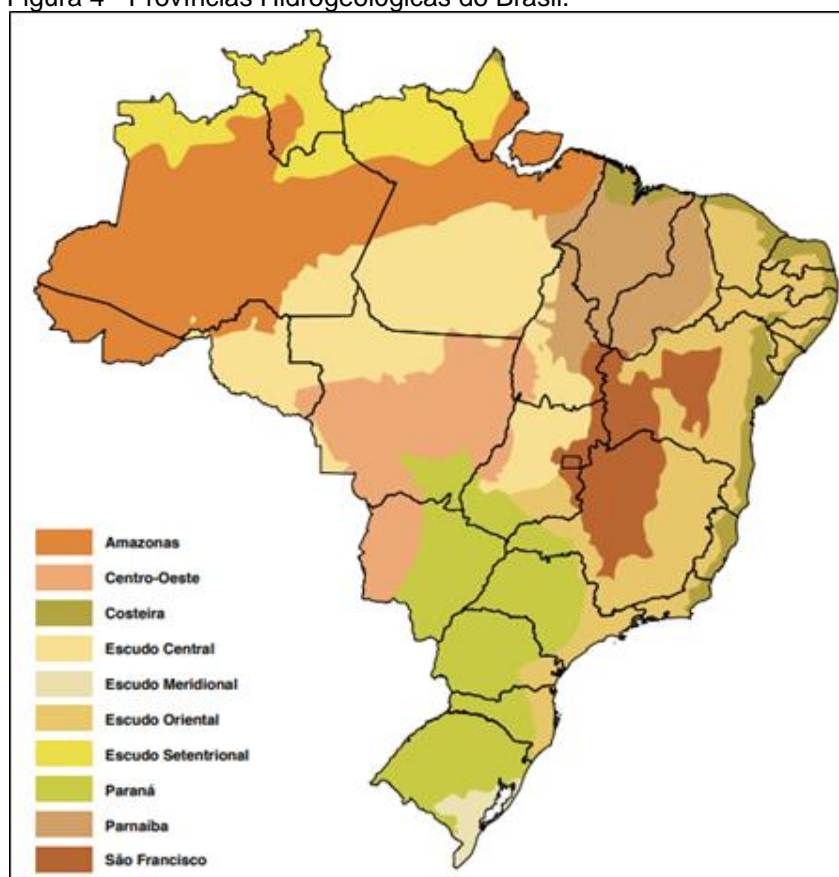 Figura 4 - Províncias Hidrogeológicas do Brasil.
Amazonas
Centro-Oeste
Costeira
Escudo Central
Escudo Meridional
Escudo Oriental
Escudo Setentrional
Paraná
Parnaíba
São Francisco